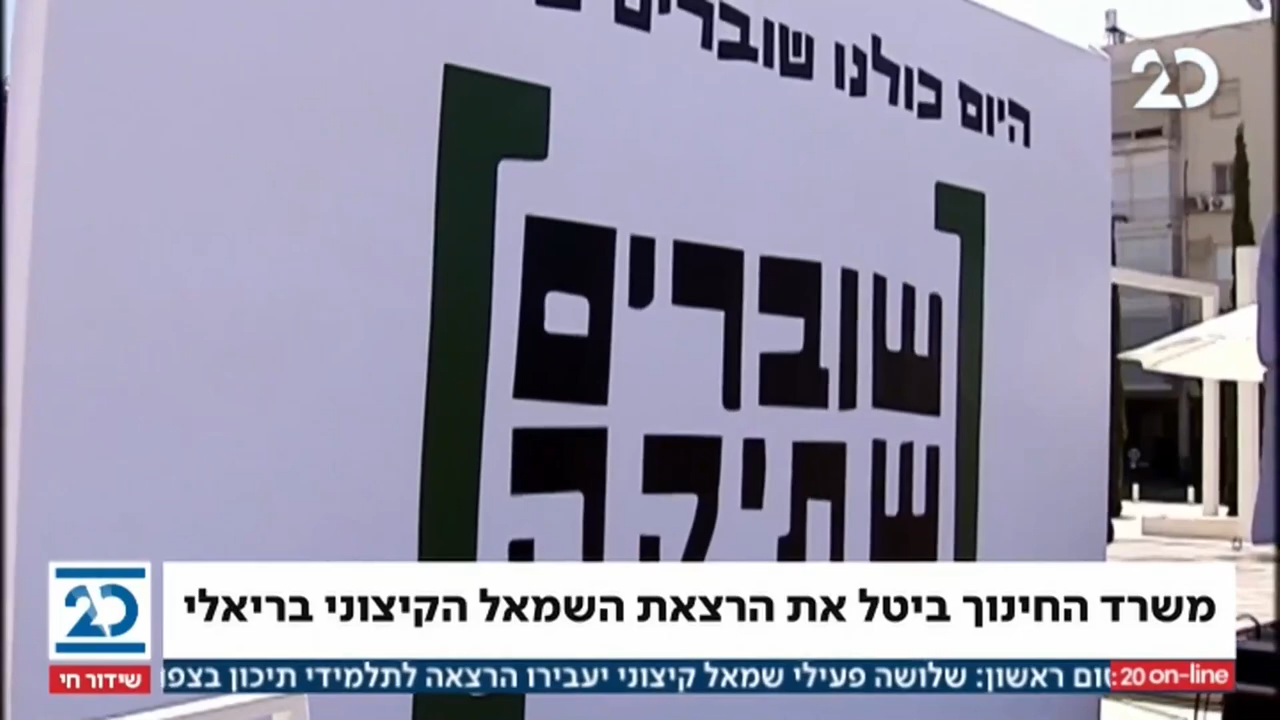 היום כולנו שוברים
20
שוברים
שתיקה
20
משרד החינוך ביטל את הרצאת השמאל הקיצוני בריאלי
שידור חי
ראשון: שלושה פעילי שמאל קיצוני יעבירו הרצאה לתלמידי תיכון
20 on-line